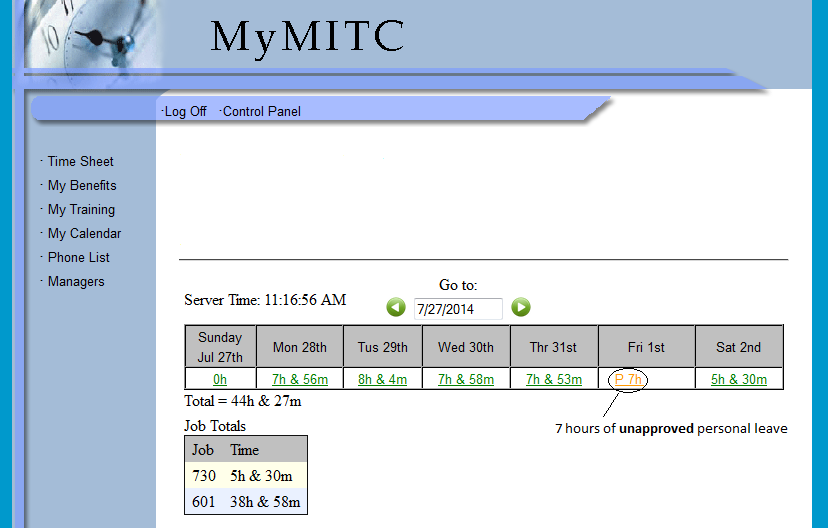 MyMITC
·Log Off ·Control Panel
· Time Sheet
· My Benefits
· My Training
· My Calendar
· Phone List
· Managers
Go to:
Server Time: 11:16:56 AM
7/27/2014
Sunday Jul 27th Mon 28th Tus 29th Wed 30th Thr 31st Fri 1st Sat 2nd
0h 7h & 56m 8h & 4m 7h & 58m 7h & 53m P 7h 5h & 30m
Total = 44h & 27m
7 hours of unapproved personal leave
Job Totals
Job Time
730 5h & 30m
601 38h & 58m